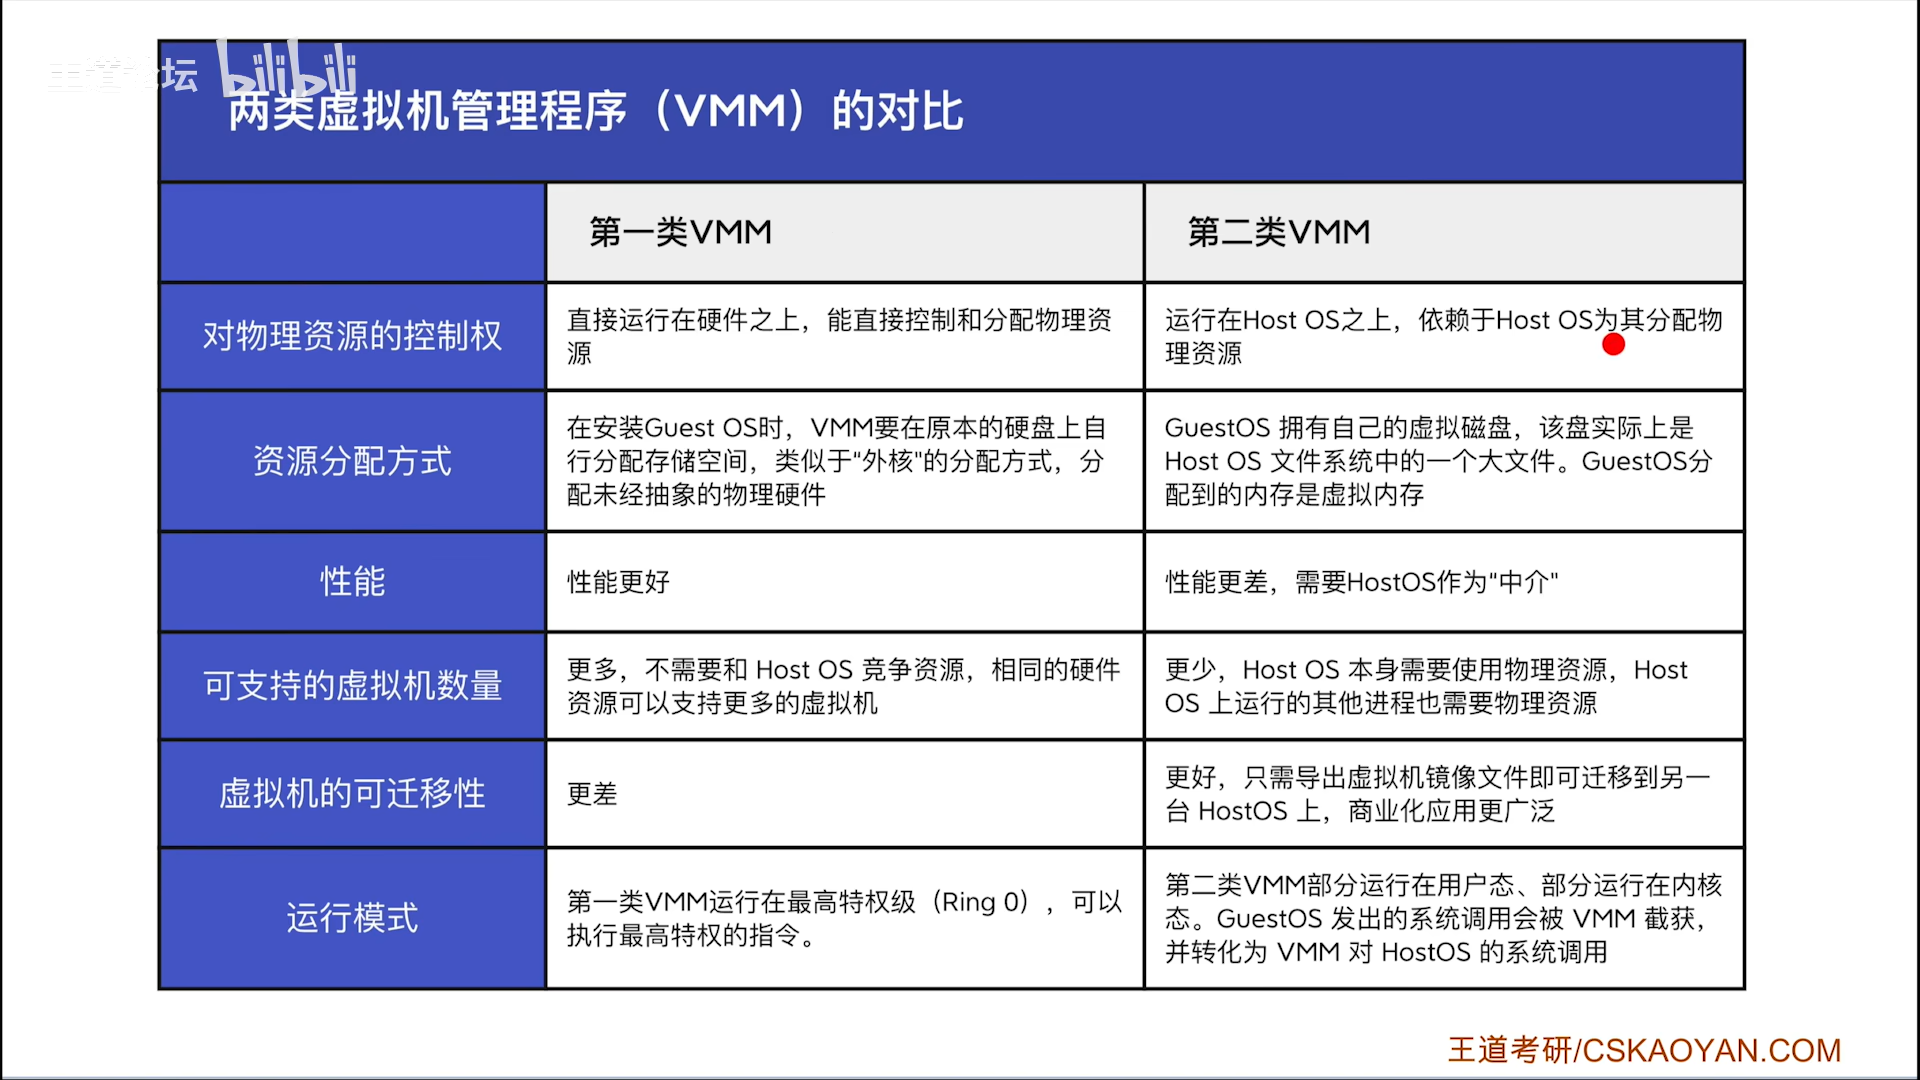 王道论坛 bilibili
两类虚拟机管理程序（VMM）的对比
第一类VMM
第二类VMM
对物理资源的控制权
直接运行在硬件之上，能直接控制和分配物理资
源
运行在Host OS之上，依赖于Host OS为其分配物
理资源
资源分配方式
在安装Guest OS时，VMM要在原本的硬盘上自
行分配存储空间，类似于"外核"的分配方式，分
配未经抽象的物理硬件
GuestOS 拥有自己的虚拟磁盘，该盘实际上是
Host OS 文件系统中的一个大文件。GuestOS分
配到的内存是虚拟内存
性能
性能更好
性能更差，需要HostOS作为"中介"
可支持的虚拟机数量
更多，不需要和 Host OS 竞争资源，相同的硬件
资源可以支持更多的虚拟机
更少，Host OS 本身需要使用物理资源，Host
OS 上运行的其他进程也需要物理资源
虚拟机的可迁移性
更差
更好，只需导出虚拟机镜像文件即可迁移到另一
台 HostOS 上，商业化应用更广泛
运行模式
第一类VMM运行在最高特权级（Ring 0），可以
执行最高特权的指令。
第二类VMM部分运行在用户态、部分运行在内核
态。GuestOS 发出的系统调用会被 VMM 截获，
并转化为 VMM 对 HostOS 的系统调用
王道考研/CSKAOYAN.COM